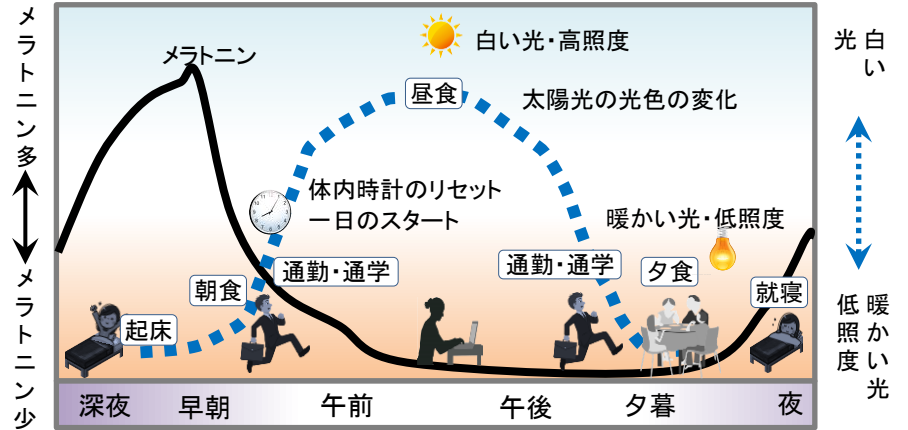 メラトニン多
メラトニン少
メラトニン
白い光・高照度
昼食
太陽光の光色の変化
体内時計のリセット
一日のスタート
暖かい光・低照度
朝食
通勤・通学
通勤・通学
夕食
起床
就寝
白い
光
暖かい光
低照度
深夜
早朝
午前
午後
夕暮
夜